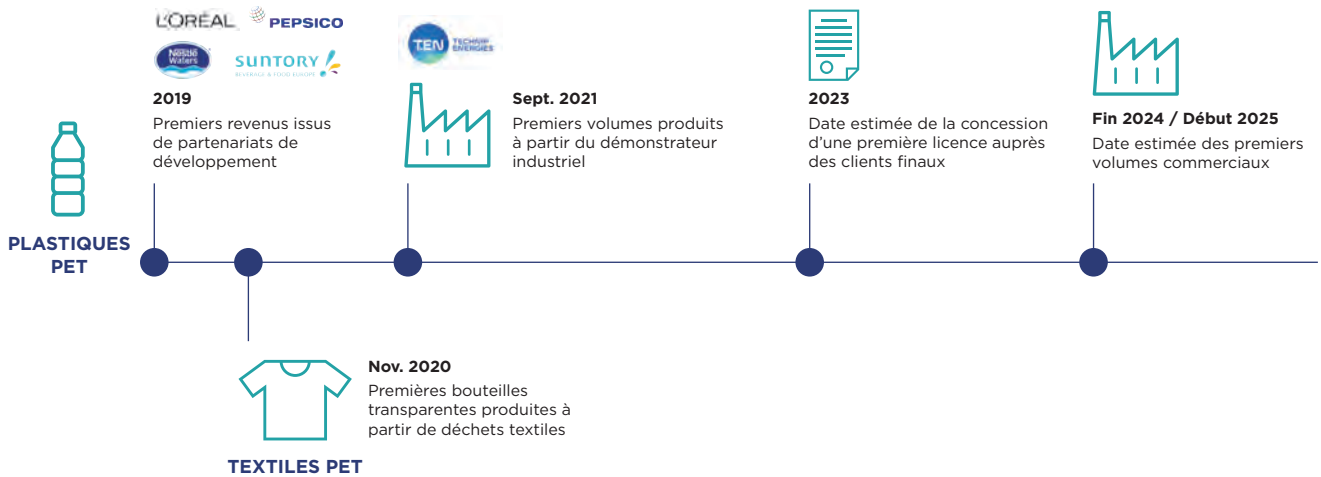 L'ORÉAL
PEPSICO
Nestlé
Waters
SUNTORY
BEVERAGE & FOOD EUROPE
2019
Premiers revenus issus
de partenariats de
développement
TEN TECHNIP
ENERGIES
Sept. 2021
Premiers volumes produits
à partir du démonstrateur
industriel
2023
Date estimée de la concession
d'une première licence auprès
des clients finaux
Fin 2024 / Début 2025
Date estimée des premiers
volumes commerciaux
PLASTIQUES
PET
Nov. 2020
Premières bouteilles
transparentes produites à
partir de déchets textiles
TEXTILES PET